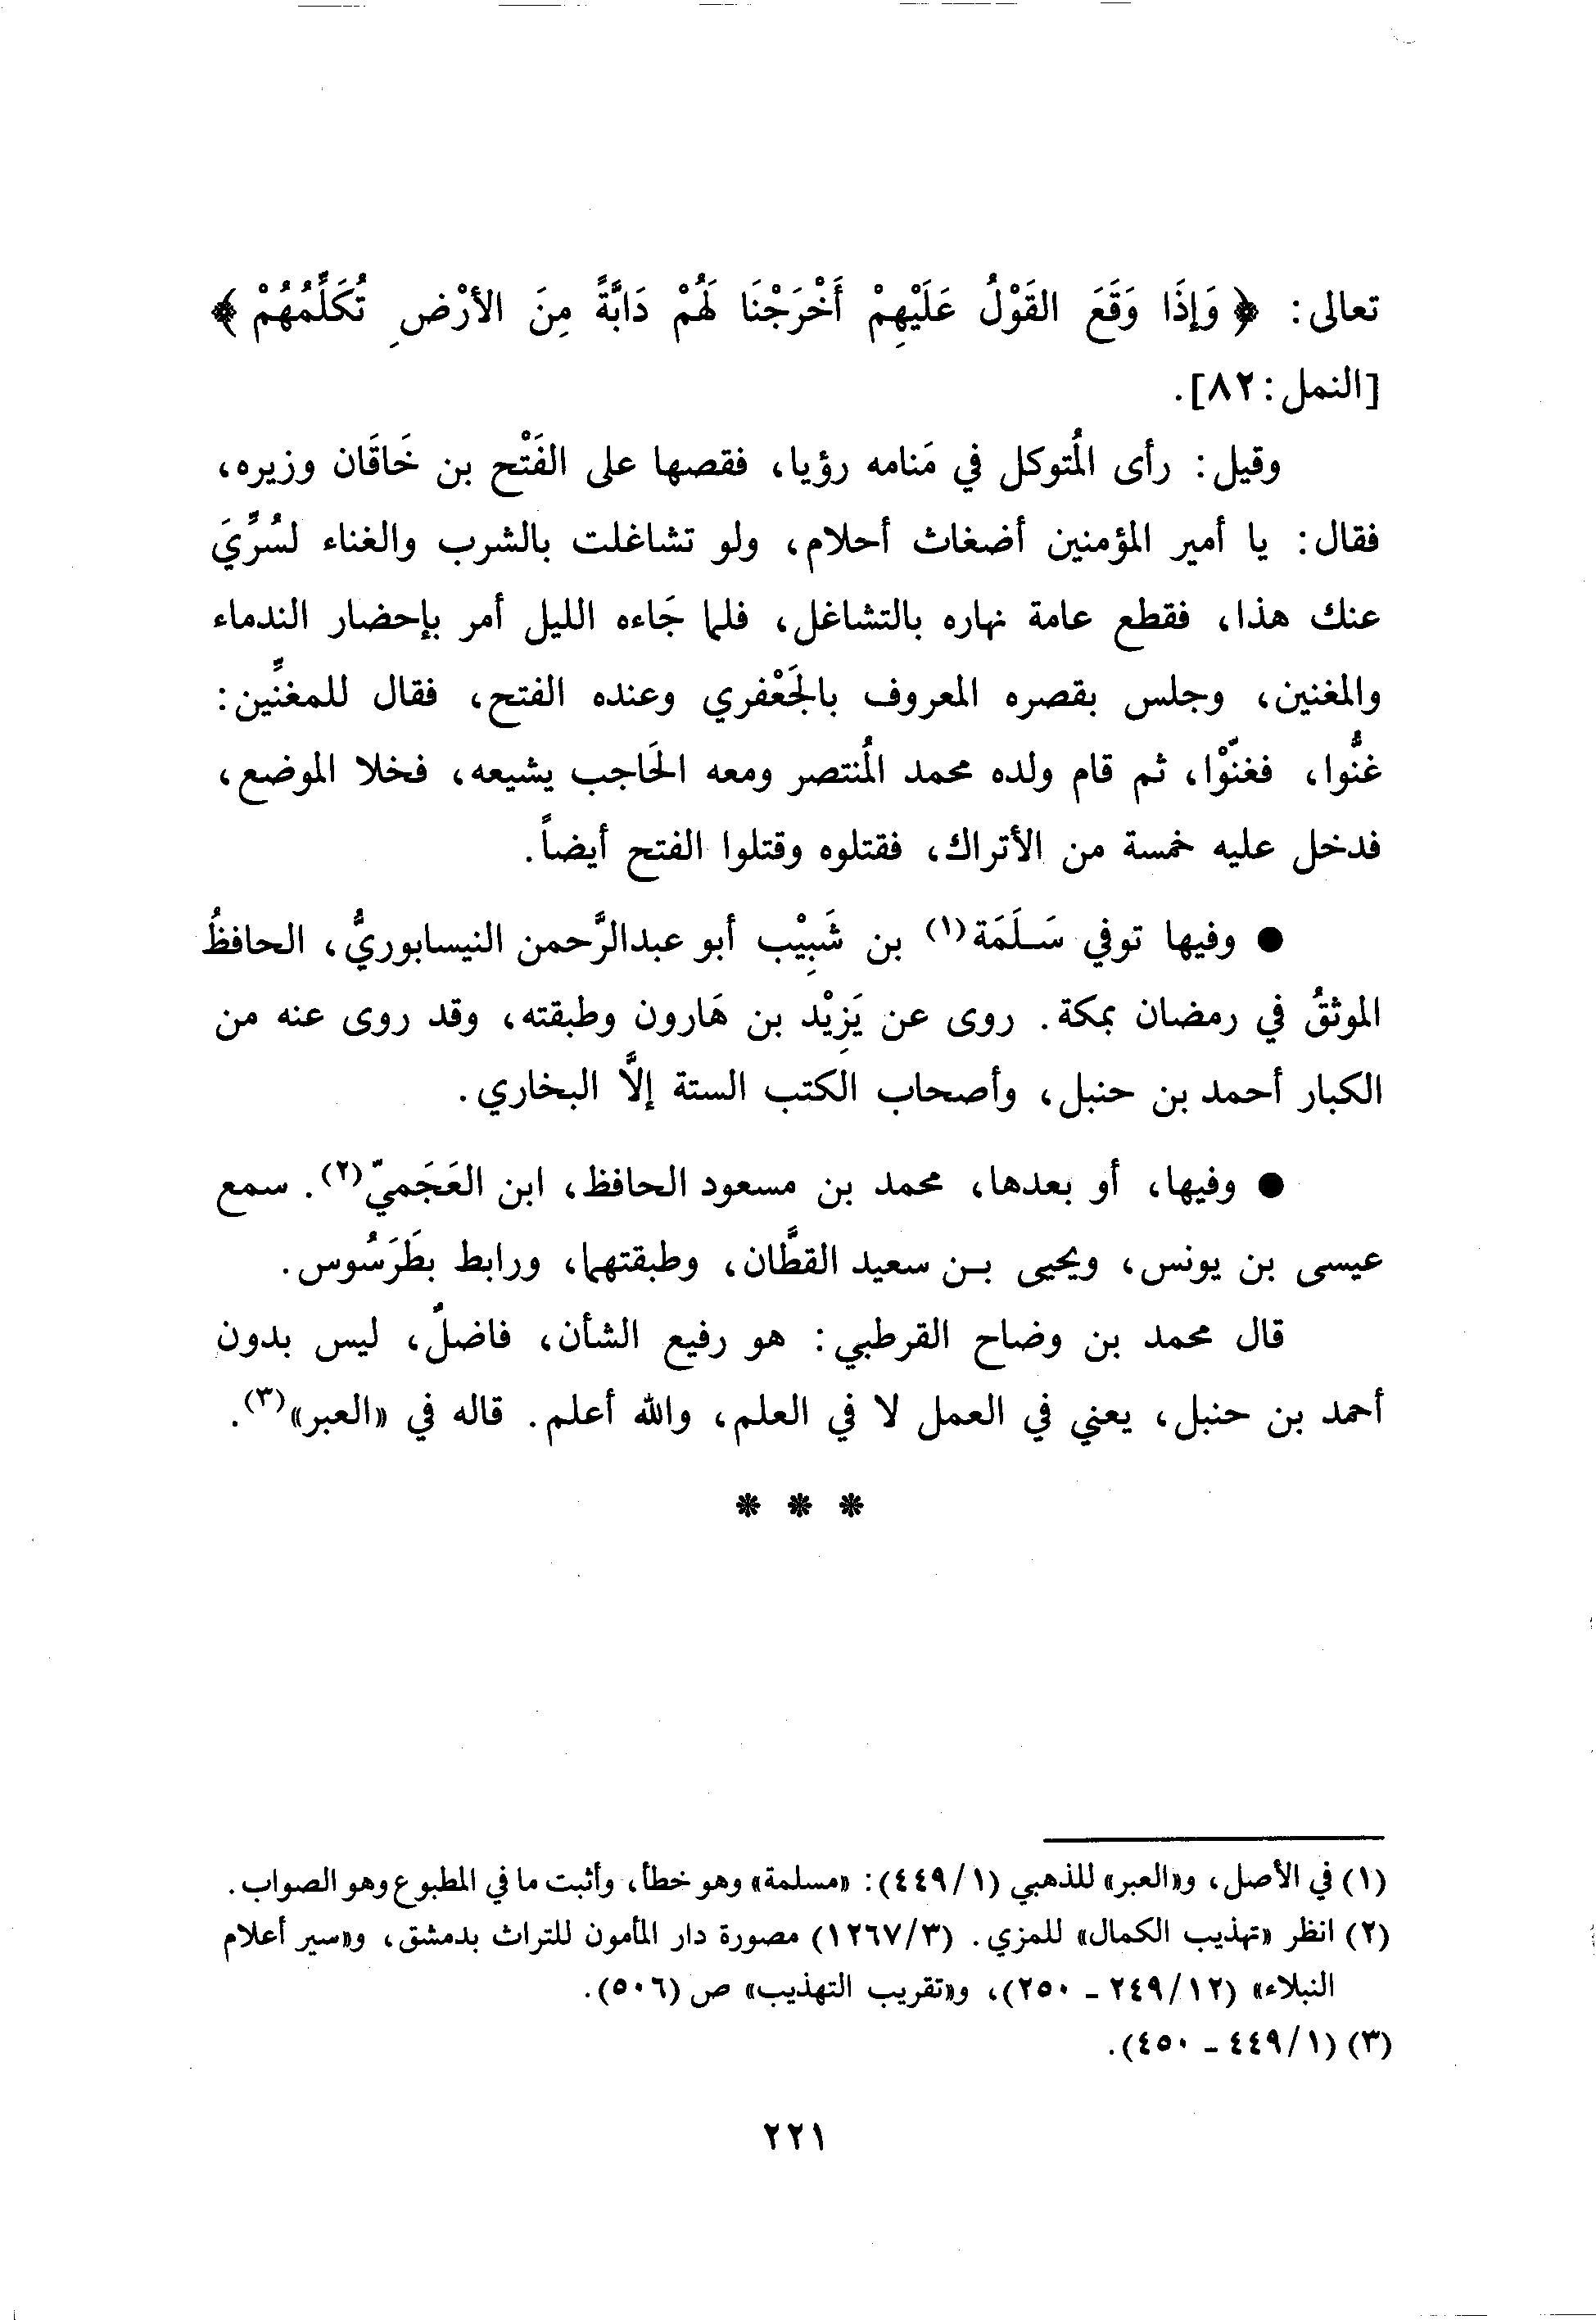 تعالى: ﴿ وَإِذَا وَقَعَ القَوْلُ عَلَيْهِمْ أَخْرَجْنَا لَهُمْ دَابَّةً مِنَ الأرْضِ تُكَلِّمُهُمْ ﴾
[النمل: ٨٢].
وقيل: رأى المُتوكل في مَنامه رؤيا، فقصها على الفَتْح بن خَاقَان وزيره،
فقال: يا أمير المؤمنين أضغاث أحلام، ولو تشاغلت بالشرب والغناء لسُرِّيَ
عنك هذا، فقطع عامة نهاره بالتشاغل، فلما جَاءه الليل أمر بإحضار الندماء
والمغنين، وجلس بقصره المعروف بالجَعْفري وعنده الفتح، فقال للمغنِّين:
غنُّوا، فغنّوْا، ثم قام ولده محمد المُنتصر ومعه الحَاجب يشيعه، فخلا الموضع،
فدخل عليه خمسة من الأتراك، فقتلوه وقتلوا الفتح أيضاً.
● وفيها توفي سَـلَمَة(١) بن شَبِيْب أبو عبدالرَّحمن النيسابوريُّ، الحافظُ
الموثقُ في رمضان بمكة. روى عن يَزِيْد بن هَارون وطبقته، وقد روى عنه من
الكبار أحمد بن حنبل، وأصحاب الكتب الستة إلَّا البخاري.
● وفيها، أو بعدها، محمد بن مسعود الحافظ، ابن العَجَميّ(٢). سمع
عيسى بن يونس، ويحيى بـن سعيد القطَّان، وطبقتهما، ورابط بطَرَسُوس.
قال محمد بن وضاح القرطبي: هو رفيع الشأن، فاضلٌ، ليس بدون
أحمد بن حنبل، يعني في العمل لا في العلم، والله أعلم. قاله في «العبر»(٣).
* * *
(١) في الأصل، و«العبر» للذهبي (١/ ٤٤٩): «مسلمة» وهو خطأ، وأثبت ما في المطبوع وهو الصواب.
(٢) انظر «تهذيب الكمال» للمزي. (٣/ ١٢٦٧) مصورة دار المأمون للتراث بدمشق، و«سير أعلام
النبلاء» (١٢/ ٢٤٩ - ٢٥٠)، و«تقريب التهذيب» ص (٥٠٦).
(٣) (١/ ٤٤٩ - ٤٥٠).
٢٢١